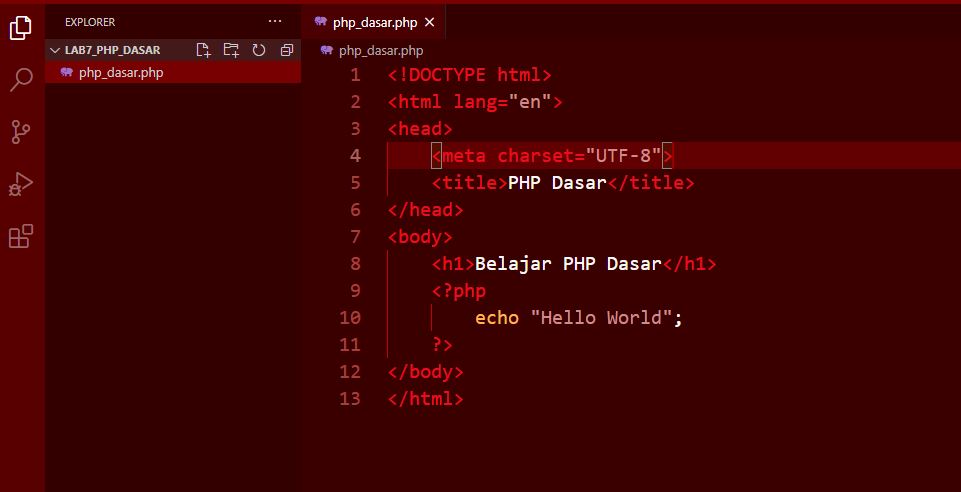 EXPLORER
LAB7_PHP_DASAR
php_dasar.php
php_dasar.php
php_dasar.php
1 <!DOCTYPE html>
2 <html lang="en">
3 <head>
4     <meta charset="UTF-8">
5     <title>PHP Dasar</title>
6 </head>
7 <body>
8     <h1>Belajar PHP Dasar</h1>
9     <?php
10         echo "Hello World";
11     ?>
12 </body>
13 </html>